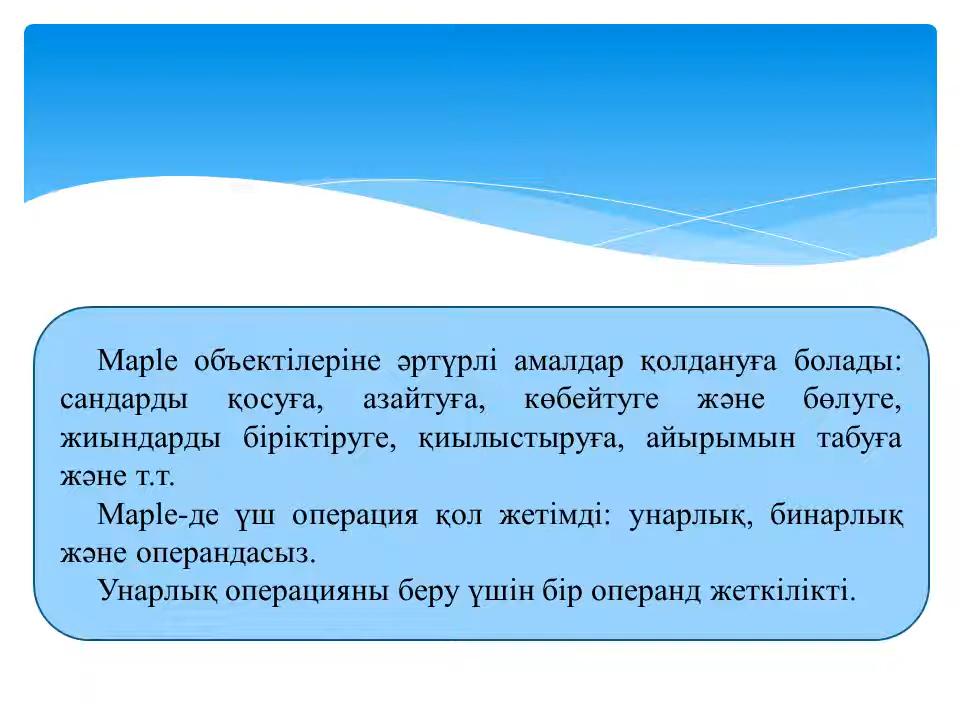 Maple объектілеріне әртүрлі амалдар қолдануға болады:
сандарды қосуға, азайтуға, көбейтуге және бөлуге,
жиындарды біріктіруге, қиылыстыруға, айырымын табуға
және т.т.
Maple-де үш операция қол жетімді: унарлық, бинарлық
және операндасыз.
Унарлық операцияны беру үшін бір операнд жеткілікті.